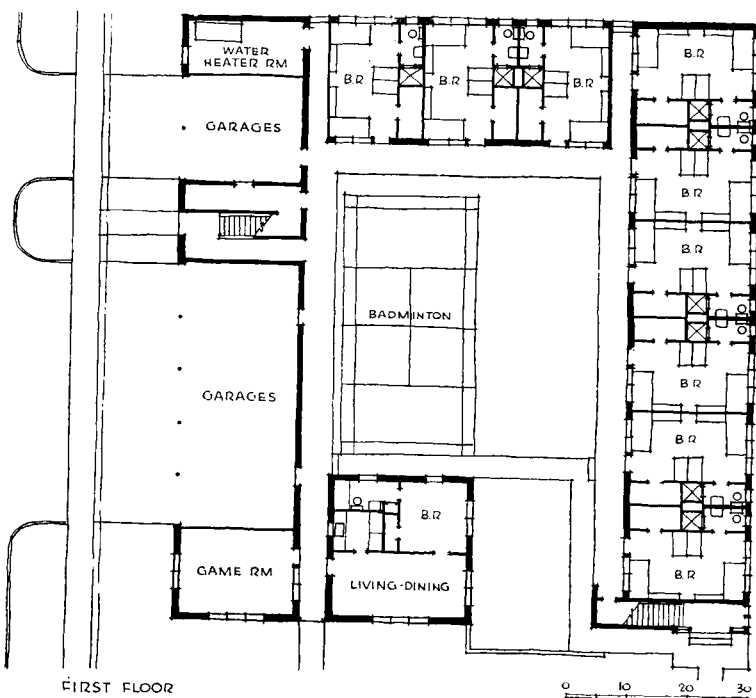 WATER
HEATER RM
B.R
B.R
B.R
B.R
GARAGES
B.R
B.R
BADMINTON
B.R
GARAGES
B.R
B.R
GAME RM
LIVING-DINING
B.R
FIRST FLOOR
0 10 20 30